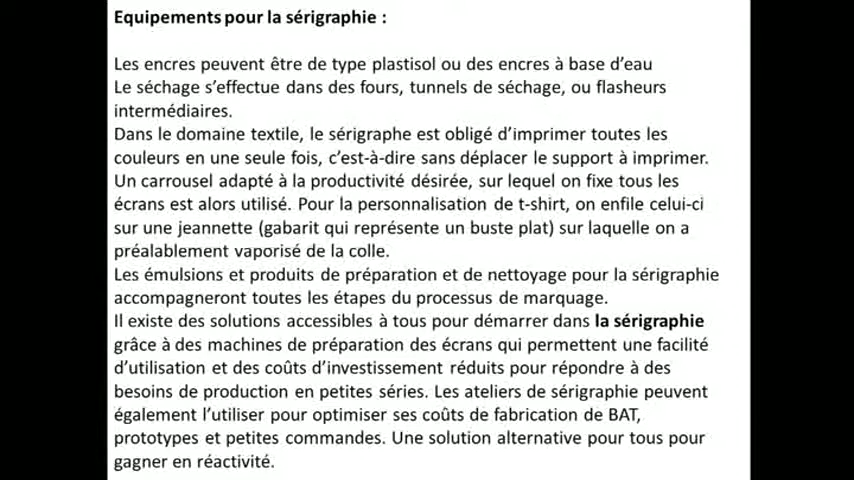 Equipements pour la sérigraphie :
Les encres peuvent être de type plastisol ou des encres à base d’eau
Le séchage s’effectue dans des fours, tunnels de séchage, ou flasheurs
intermédiaires.
Dans le domaine textile, le sérigraphe est obligé d’imprimer toutes les
couleurs en une seule fois, c’est-à-dire sans déplacer le support à imprimer.
Un carrousel adapté à la productivité désirée, sur lequel on fixe tous les
écrans est alors utilisé. Pour la personnalisation de t-shirt, on enfile celui-ci
sur une jeannette (gabarit qui représente un buste plat) sur laquelle on a
préalablement vaporisé de la colle.
Les émulsions et produits de préparation et de nettoyage pour la sérigraphie
accompagneront toutes les étapes du processus de marquage.
Il existe des solutions accessibles à tous pour démarrer dans la sérigraphie
grâce à des machines de préparation des écrans qui permettent une facilité
d’utilisation et des coûts d’investissement réduits pour répondre à des
besoins de production en petites séries. Les ateliers de sérigraphie peuvent
également l’utiliser pour optimiser ses coûts de fabrication de BAT,
prototypes et petites commandes. Une solution alternative pour tous pour
gagner en réactivité.